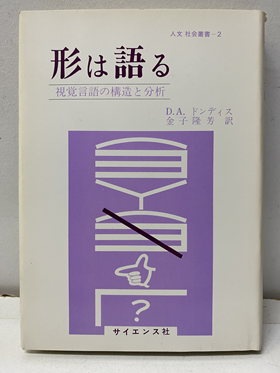 人文 社会叢書－2
形は語る
視覚言語の構造と分析
D.A. ドンディス
金子隆芳 訳
?
サイエンス社